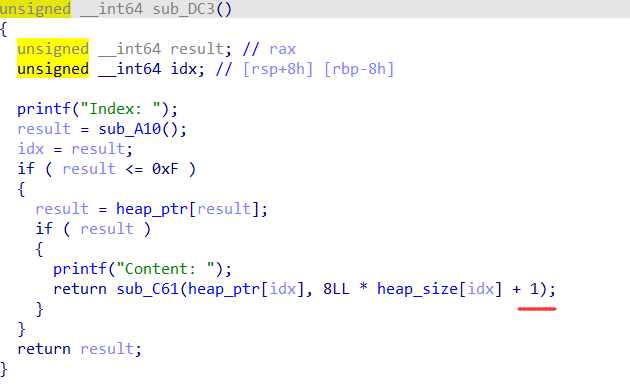 unsigned __int64 sub_DC3()
{
  unsigned __int64 result; // rax
  unsigned __int64 idx; // [rsp+8h] [rbp-8h]

  printf("Index: ");
  result = sub_A10();
  idx = result;
  if ( result <= 0xF )
  {
    result = heap_ptr[result];
    if ( result )
    {
      printf("Content: ");
      return sub_C61(heap_ptr[idx], 8LL * heap_size[idx] + 1);
    }
  }
  return result;
}